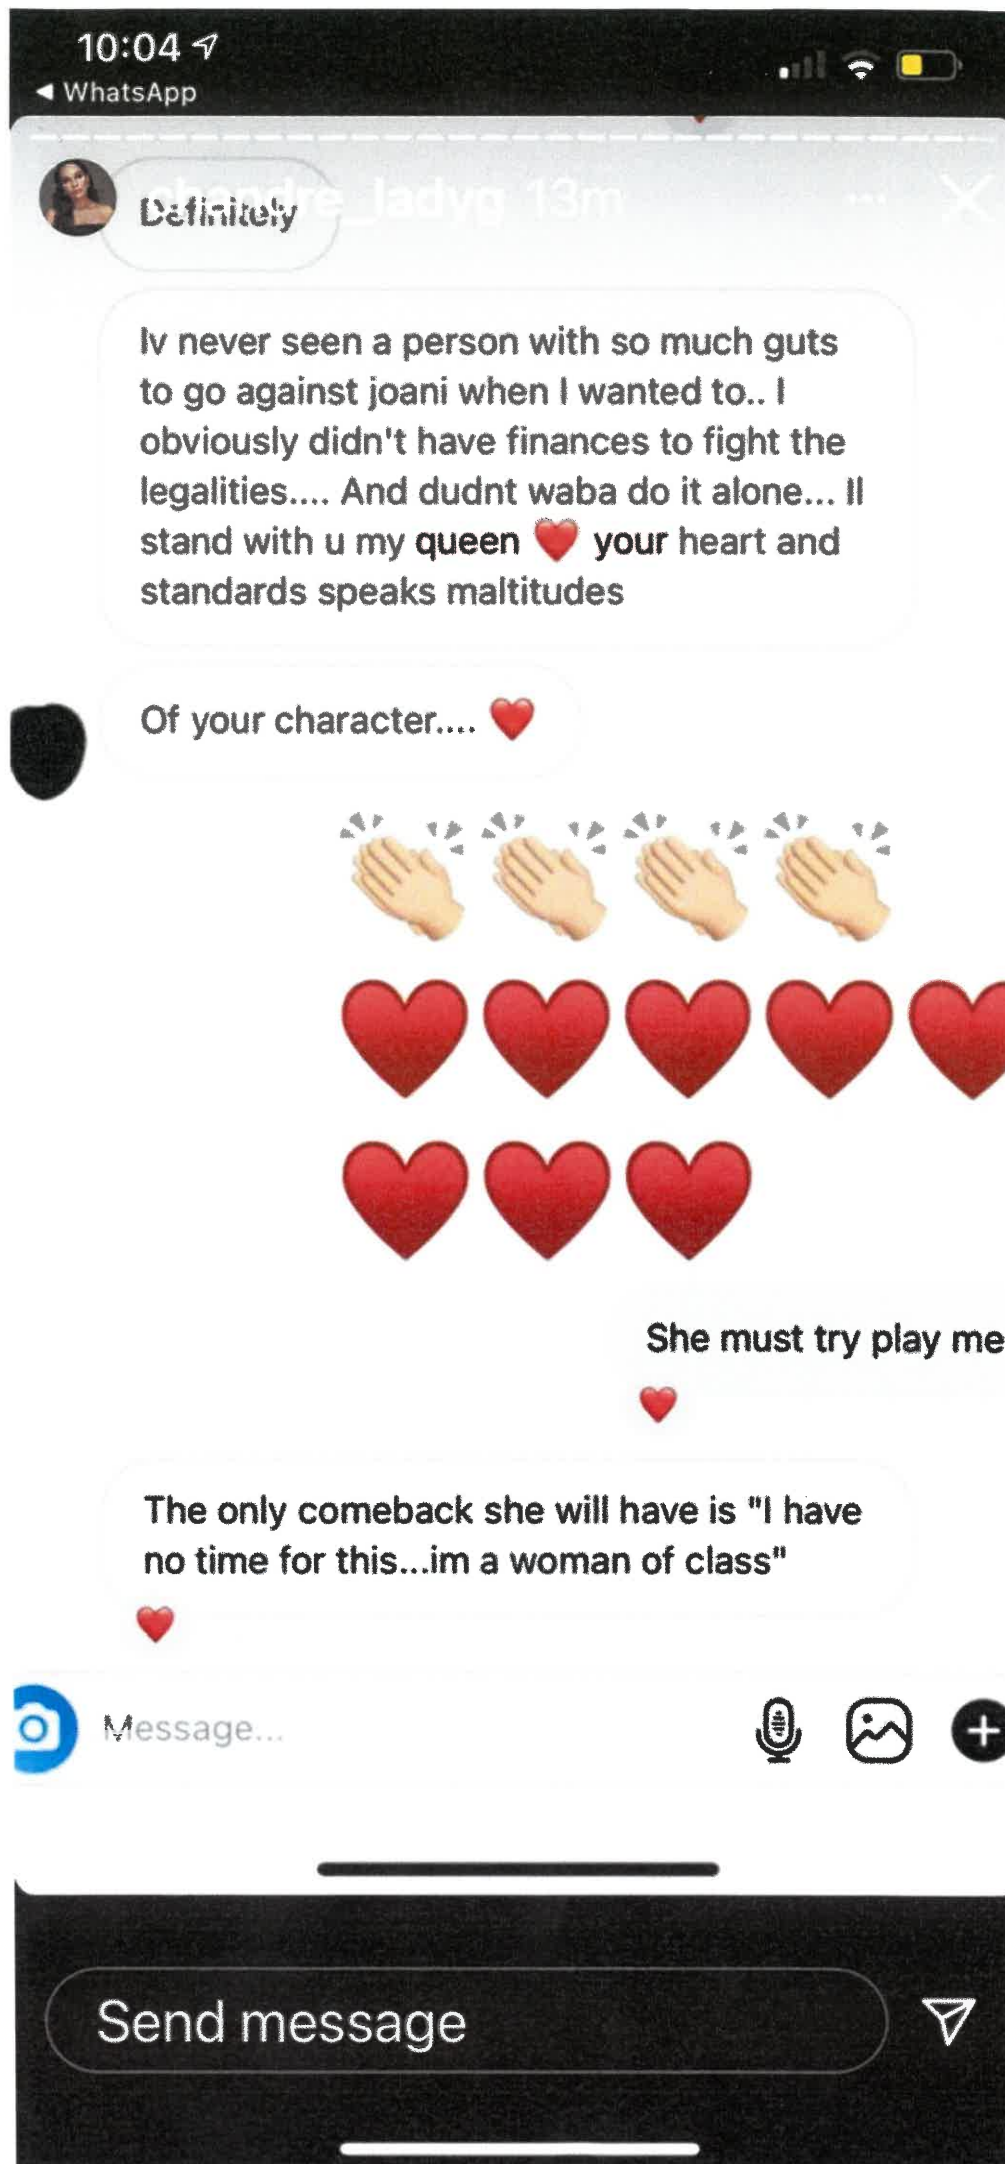 10:04
◀ WhatsApp
chandre_ladyg 13m
Definitely
Iv never seen a person with so much guts
to go against joani when I wanted to.. I
obviously didn't have finances to fight the
legalities.... And dudnt waba do it alone... Il
stand with u my queen ❤️ your heart and
standards speaks maltitudes
Of your character.... ❤️
👏🏻👏🏻👏🏻👏🏻
❤️❤️❤️❤️❤️
❤️❤️❤️
She must try play me
❤️
The only comeback she will have is "I have
no time for this...im a woman of class"
❤️
Message...
Send message